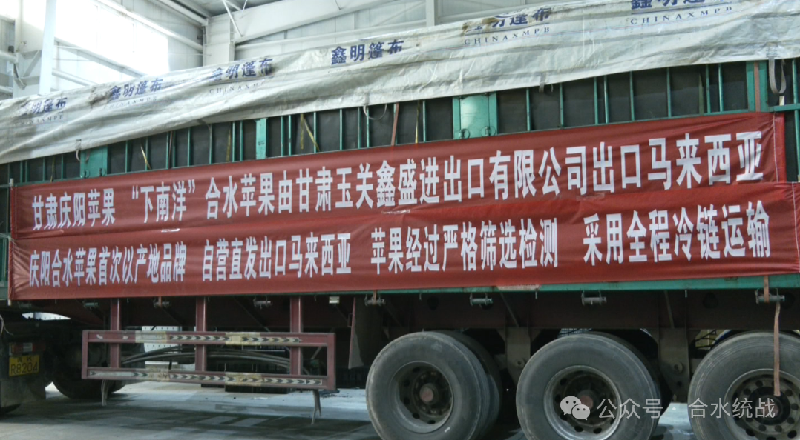 鑫明篷布
鑫明篷布
鑫明篷布
鑫明篷布
CHINAXMPB
鑫明篷布
甘肃庆阳苹果 “下南洋” 合水苹果由甘肃玉关鑫盛进出口有限公司出口马来西亚
庆阳合水苹果首次以产地品牌 自营直发出口马来西亚 苹果经过严格筛选检测 采用全程冷链运输
公众号·合水统战